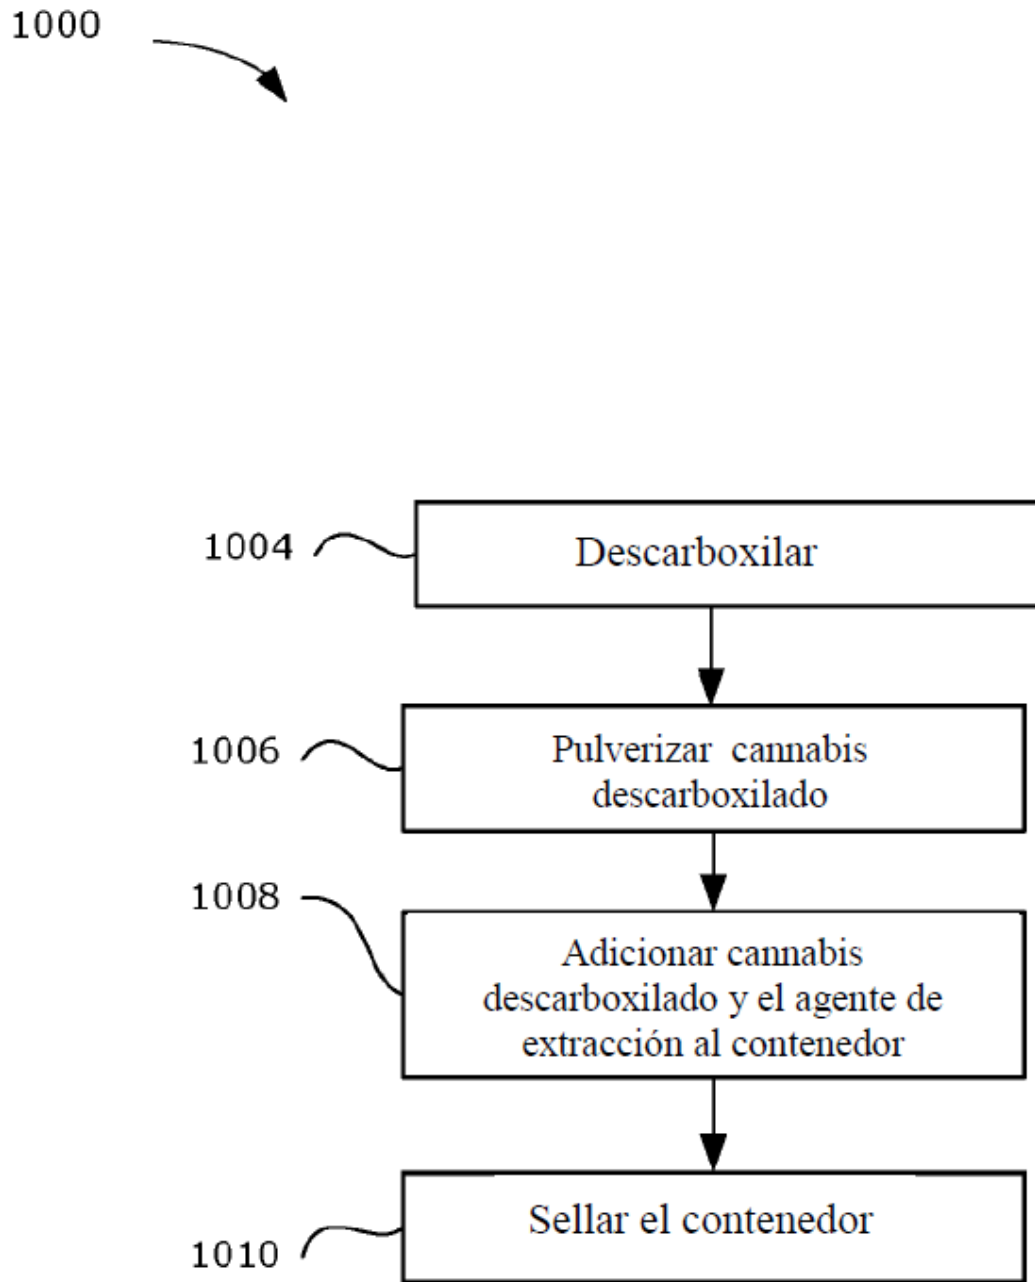 1000
1004
Descarboxilar
1006
Pulverizar cannabis
descarboxilado
1008
Adicionar cannabis
descarboxilado y el agente de
extracción al contenedor
Sellar el contenedor
1010